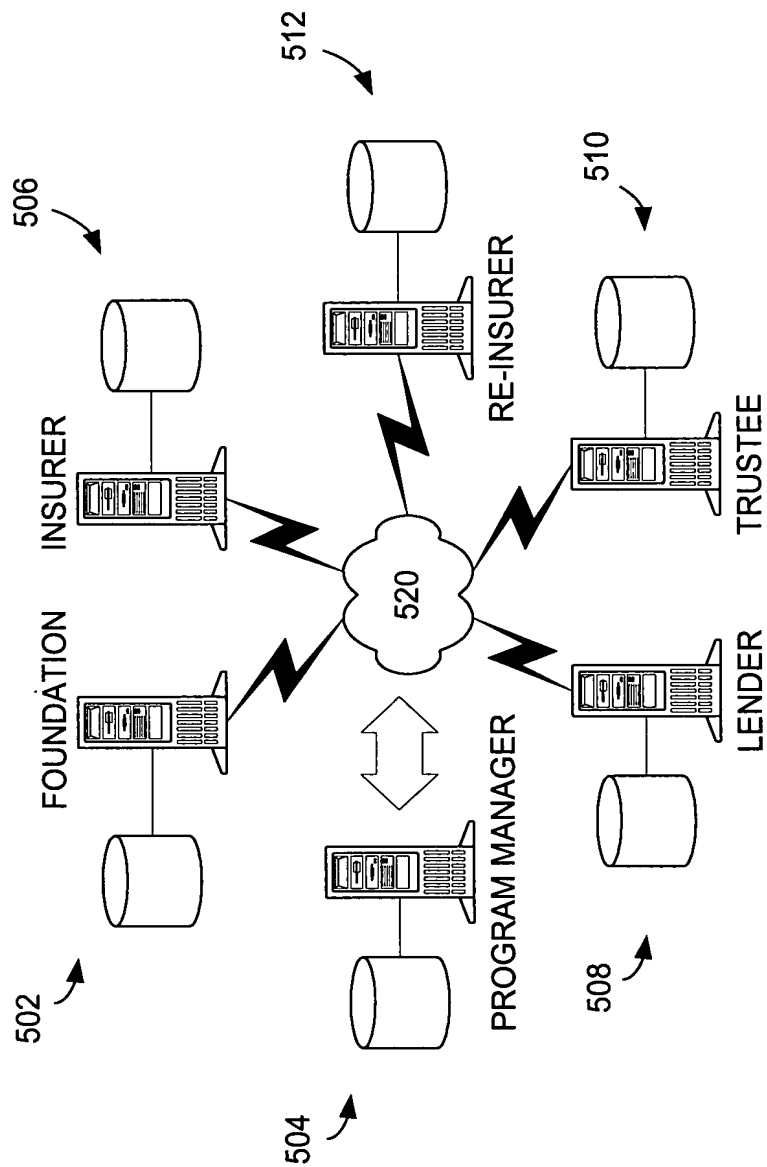 502
FOUNDATION
INSURER
506
504
PROGRAM MANAGER
520
RE-INSURER
512
508
LENDER
TRUSTEE
510